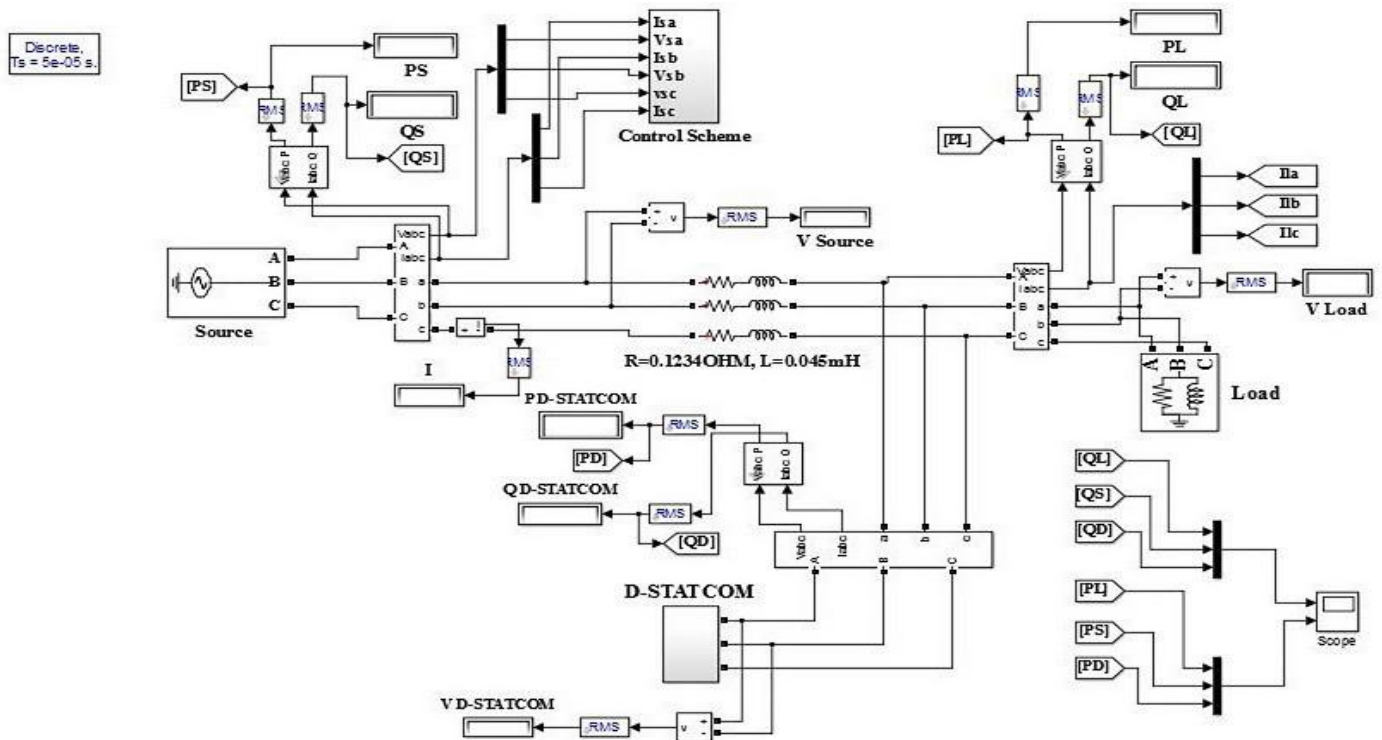 Discrete,
Ts = 5e-05 s.
[PS]
PS
RMS
RMS
QS
[QS]
Vabc P
Iabc Q
Isa
Vsa
Isb
Vsb
vsc
Isc
Control Scheme
PL
RMS
RMS
QL
[PL]
[QL]
Vabc P
Iabc Q
Ila
Ilb
Ilc
Source
A
B
C
Vabc
A
Iabc
B
a
b
C
c
+
-
v
RMS
V Source
I
+
-
i
RMS
R=0.1234OHM, L=0.045mH
Vabc
A
Iabc
B
a
b
C
c
+
-
v
RMS
V Load
A
B
C
Load
PD-STATCOM
RMS
[PD]
QD-STATCOM
RMS
[QD]
Vabc P
Iabc Q
Vabc
Iabc
a
b
c
A
B
C
D-STATCOM
VD-STATCOM
RMS
v
+
-
[QL]
[QS]
[QD]
[PL]
[PS]
[PD]
Scope